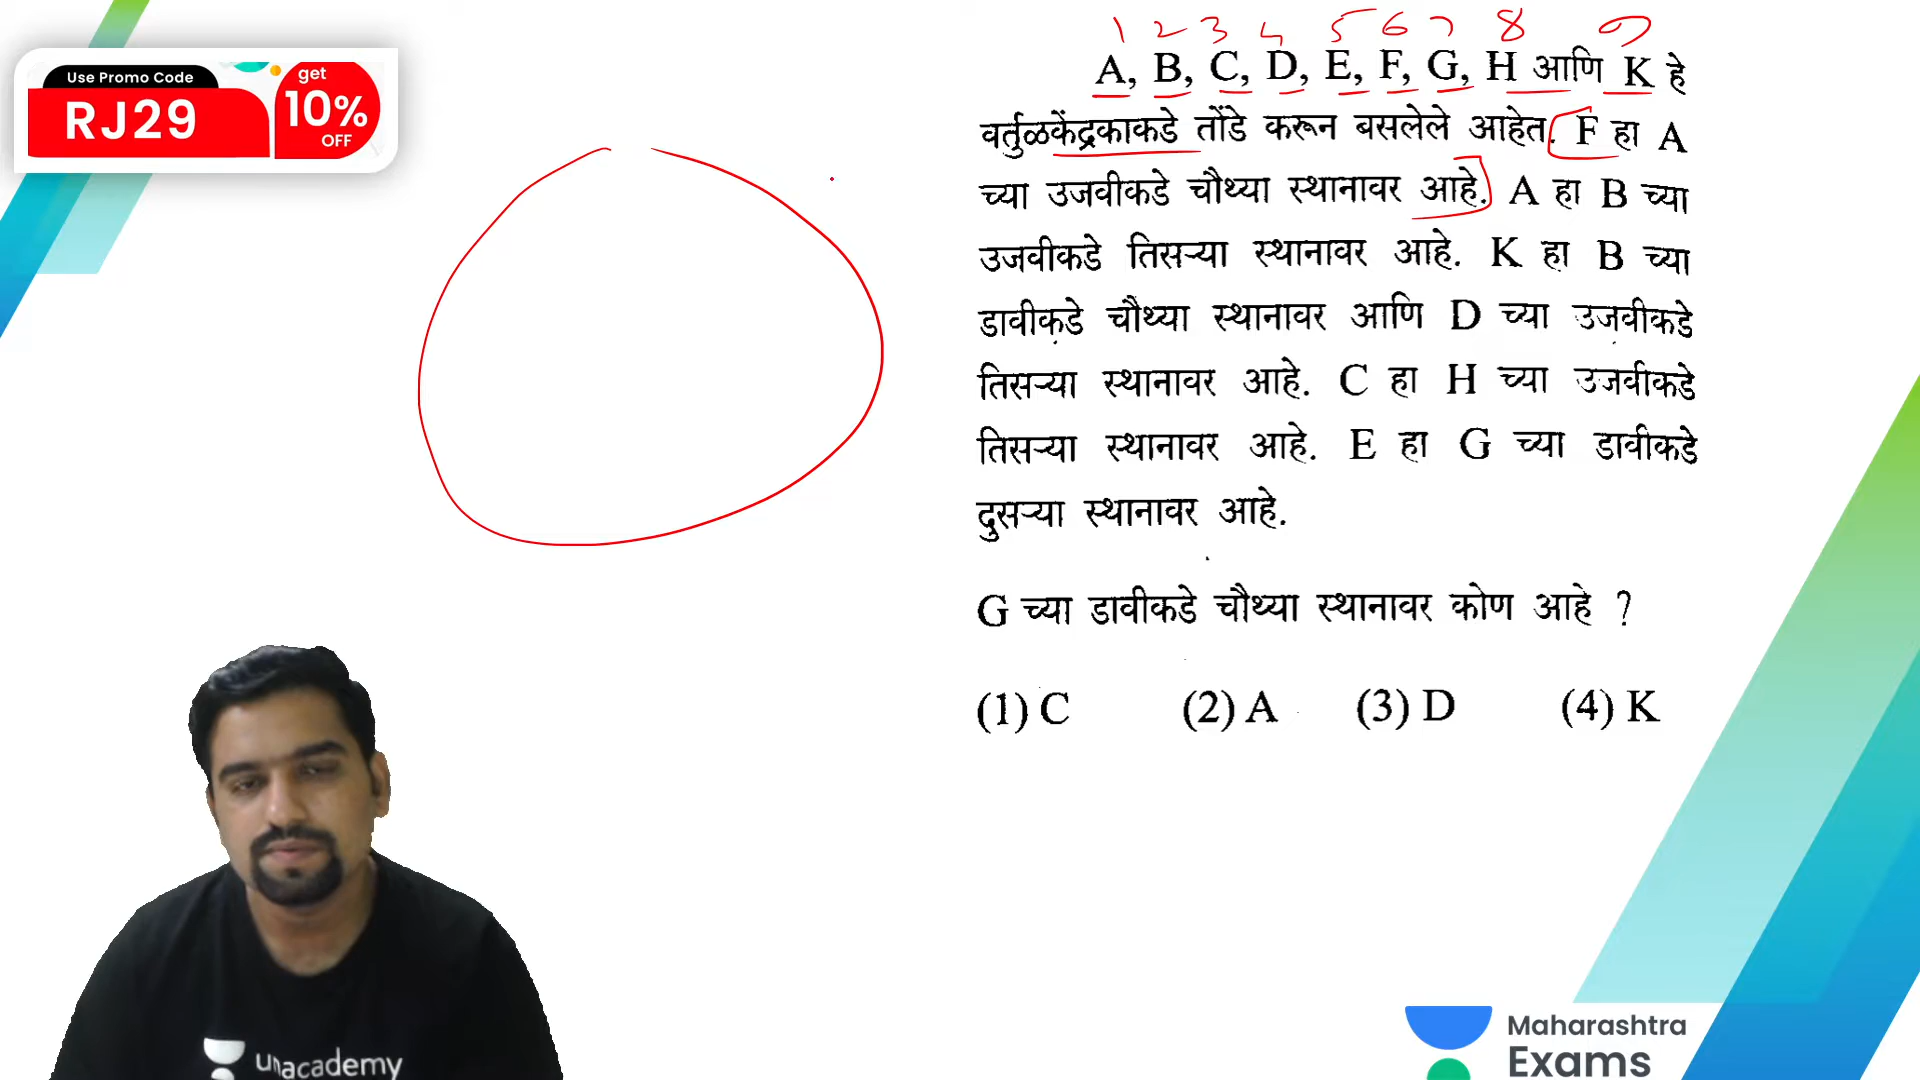 Use Promo Code
RJ29
get
10%
OFF
1 2 3 4 5 6 7 8 9
A, B, C, D, E, F, G, H आणि K हे
वर्तुळकेंद्रकाकडे तोंडे करून बसलेले आहेत. F हा A
च्या उजवीकडे चौथ्या स्थानावर आहे. A हा B च्या
उजवीकडे तिसऱ्या स्थानावर आहे. K हा B च्या
डावीकडे चौथ्या स्थानावर आणि D च्या उजवीकडे
तिसऱ्या स्थानावर आहे. C हा H च्या उजवीकडे
तिसऱ्या स्थानावर आहे. E हा G च्या डावीकडे
दुसऱ्या स्थानावर आहे.
G च्या डावीकडे चौथ्या स्थानावर कोण आहे ?
(1) C (2) A (3) D (4) K
unacademy
Maharashtra
Exams